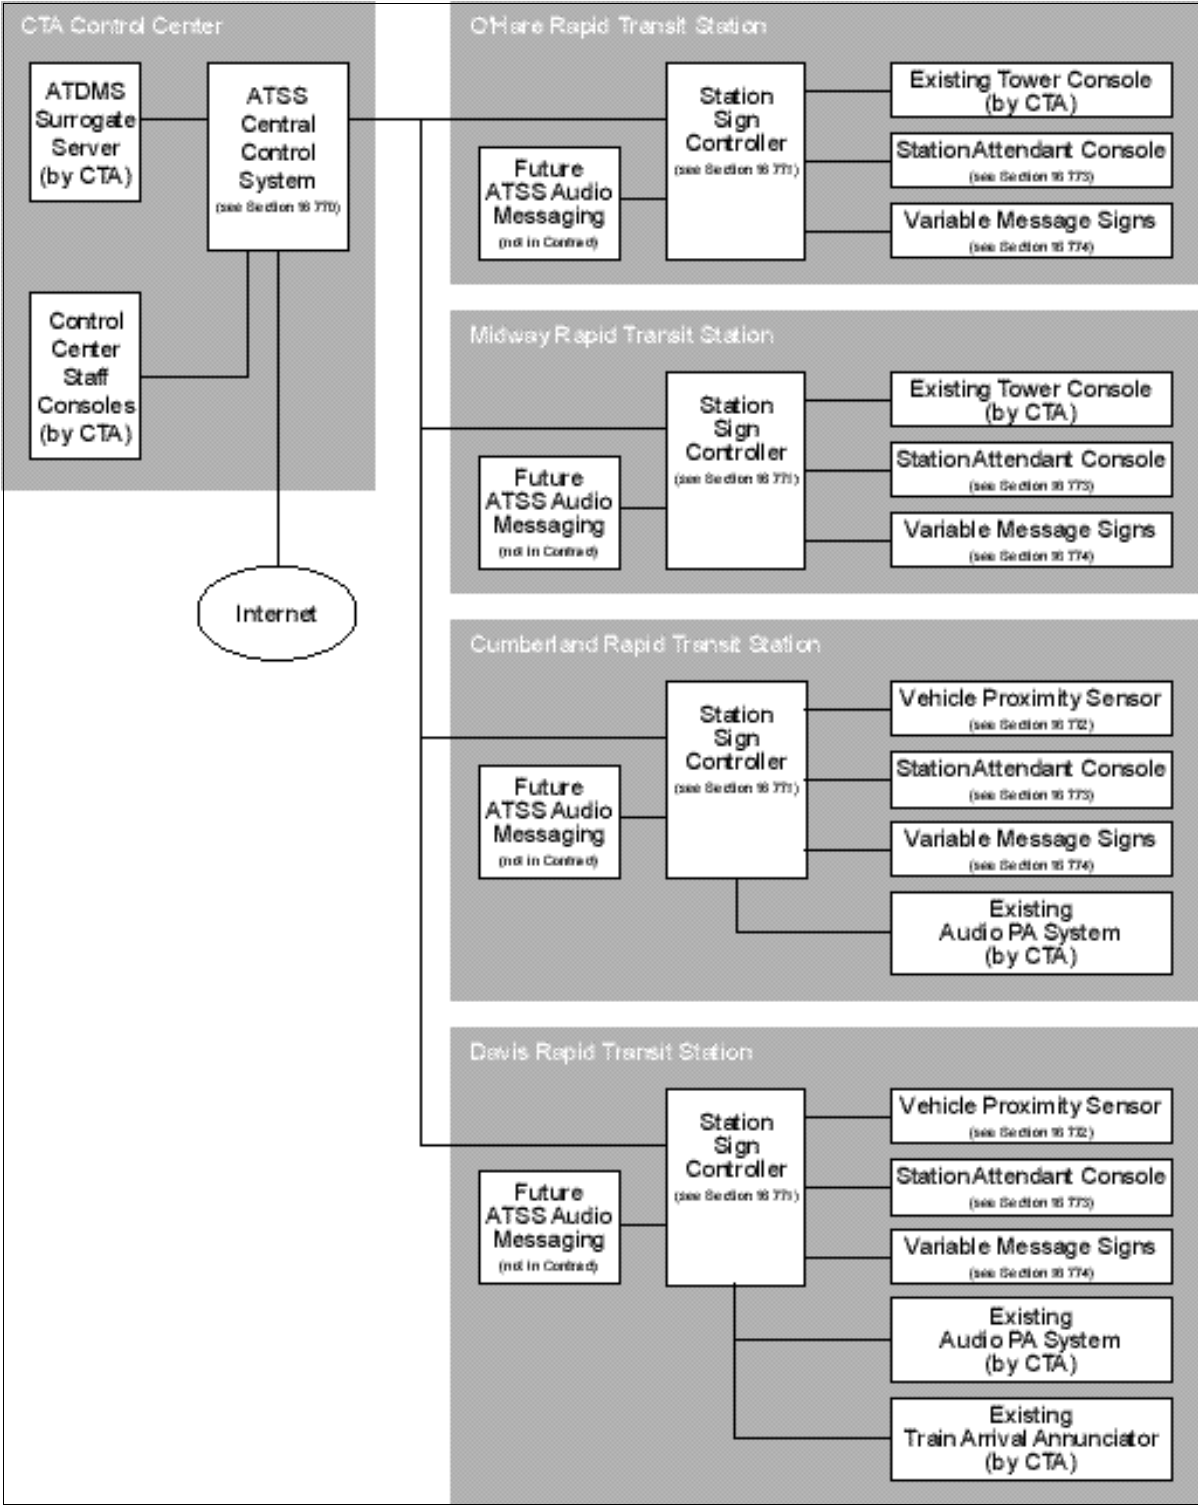 CTA Control Center
ATDMS
Surrogate
Server
(by CTA)
ATSS
Central
Control
System
(see Section 16 770)
Control
Center
Staff
Consoles
(by CTA)
Internet
O'Hare Rapid Transit Station
Station
Sign
Controller
(see Section 16 771)
Future
ATSS Audio
Messaging
(not in Contract)
Existing Tower Console
(by CTA)
Station Attendant Console
(see Section 16 773)
Variable Message Signs
(see Section 16 774)
Midway Rapid Transit Station
Station
Sign
Controller
(see Section 16 771)
Future
ATSS Audio
Messaging
(not in Contract)
Existing Tower Console
(by CTA)
Station Attendant Console
(see Section 16 773)
Variable Message Signs
(see Section 16 774)
Cumberland Rapid Transit Station
Station
Sign
Controller
(see Section 16 771)
Future
ATSS Audio
Messaging
(not in Contract)
Vehicle Proximity Sensor
(see Section 16 772)
Station Attendant Console
(see Section 16 773)
Variable Message Signs
(see Section 16 774)
Existing
Audio PA System
(by CTA)
Davis Rapid Transit Station
Station
Sign
Controller
(see Section 16 771)
Future
ATSS Audio
Messaging
(not in Contract)
Vehicle Proximity Sensor
(see Section 16 772)
Station Attendant Console
(see Section 16 773)
Variable Message Signs
(see Section 16 774)
Existing
Audio PA System
(by CTA)
Existing
Train Arrival Annunciator
(by CTA)